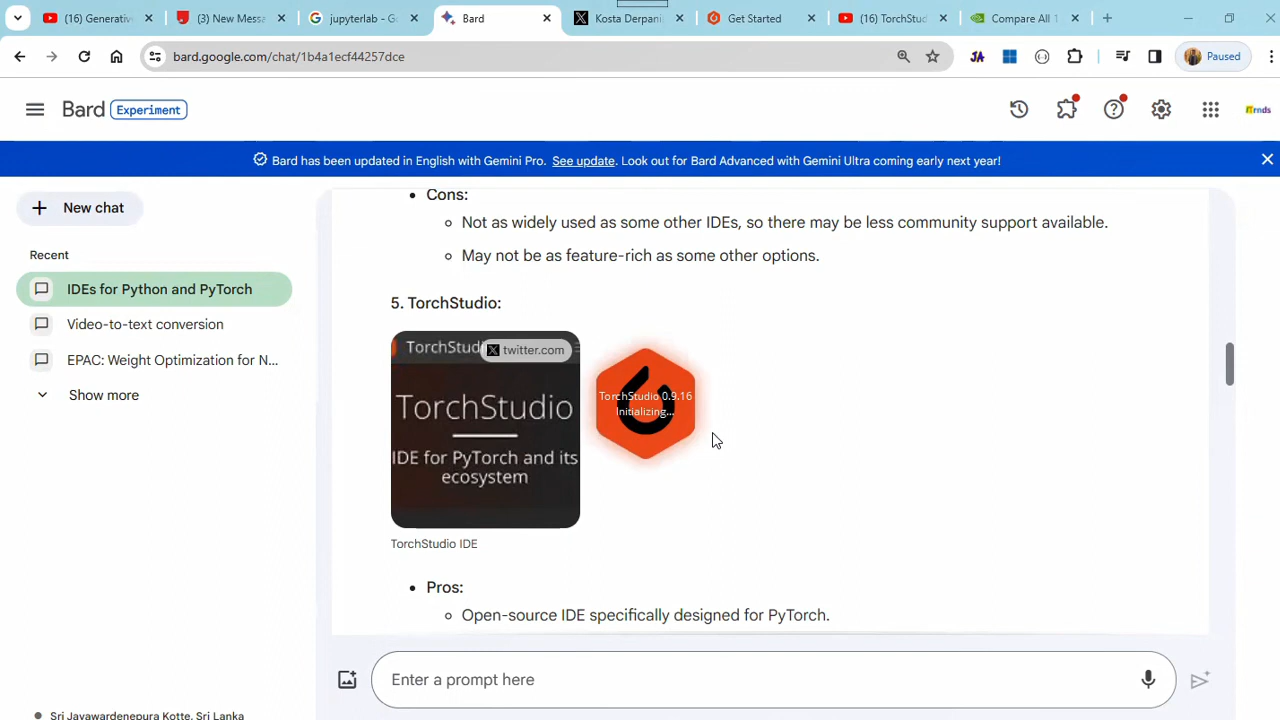 (16) Generative
(3) New Messa
jupyterlab - G
Bard
Kosta Derpani
Get Started
(16) TorchStud
Compare All 1
bard.google.com/chat/1b4a1ecf44257dce
JA
Paused
Bard
Experiment
Bard has been updated in English with Gemini Pro. See update. Look out for Bard Advanced with Gemini Ultra coming early next year!
New chat
Recent
IDEs for Python and PyTorch
Video-to-text conversion
EPAC: Weight Optimization for N...
Show more
Sri Jayawardenepura Kotte, Sri Lanka
Cons:
Not as widely used as some other IDEs, so there may be less community support available.
May not be as feature-rich as some other options.
5. TorchStudio:
TorchStudi
twitter.com
TorchStudio
IDE for PyTorch and its
ecosystem
TorchStudio 0.9.16
Initializing...
TorchStudio IDE
Pros:
Open-source IDE specifically designed for PyTorch.
Enter a prompt here